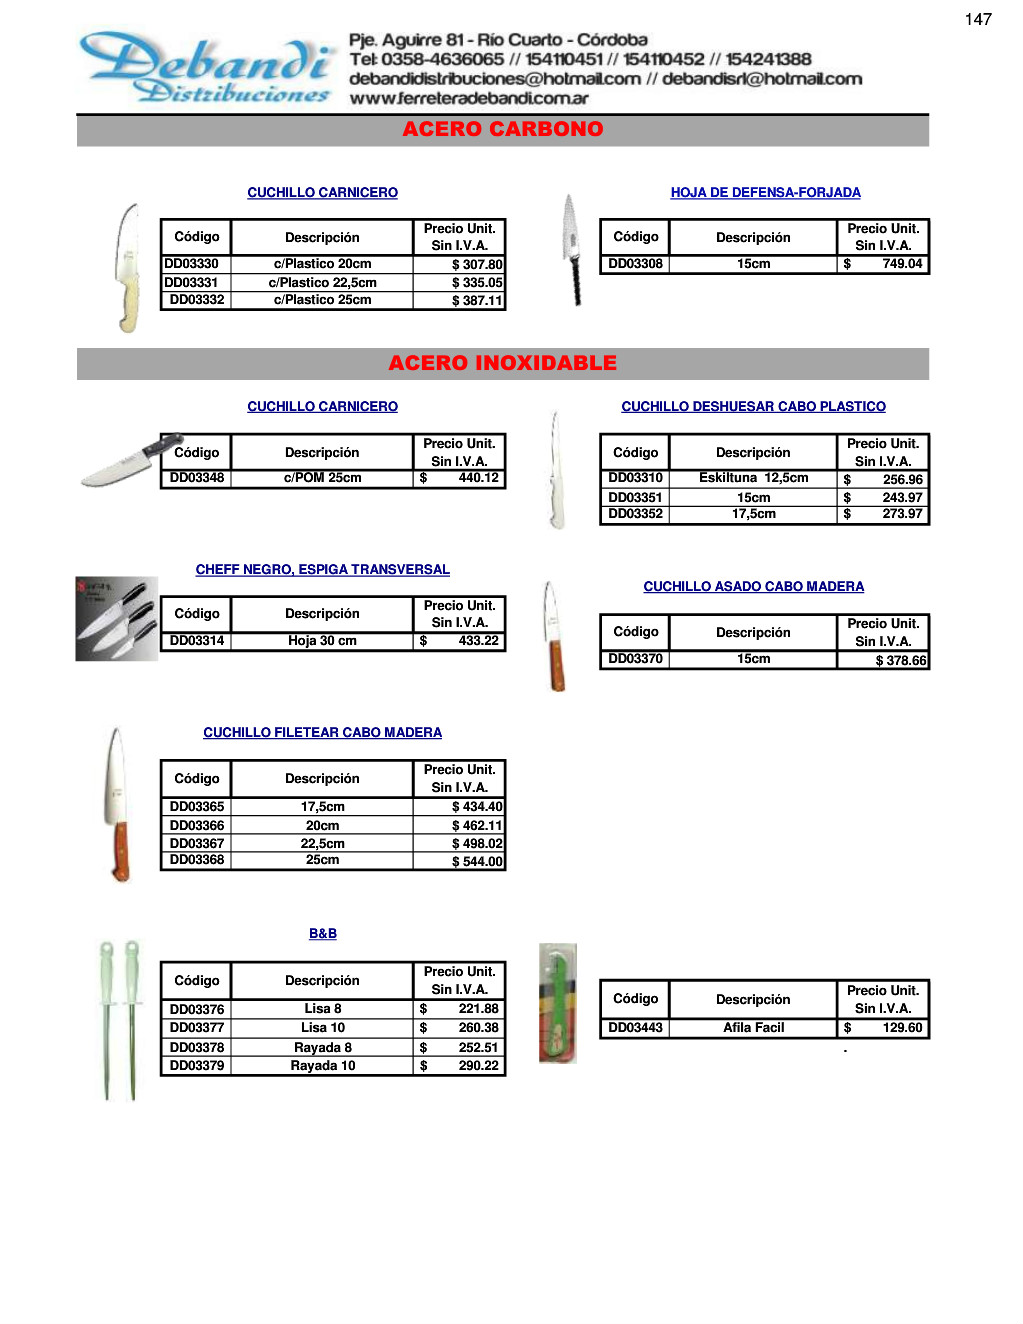 147
Debandi
Distribuciones
Pje. Aguirre 81 - Río Cuarto - Córdoba
Tel: 0358-4636065 // 154110451 // 154110452 // 154241388
debandidistribuciones@hotmail.com // debandisrl@hotmail.com
www.ferreteradebandi.com.ar
ACERO CARBONO
CUCHILLO CARNICERO
Código Descripción Precio Unit. Sin I.V.A.
DD03330 c/Plastico 20cm $ 307.80
DD03331 c/Plastico 22,5cm $ 335.05
DD03332 c/Plastico 25cm $ 387.11
HOJA DE DEFENSA-FORJADA
Código Descripción Precio Unit. Sin I.V.A.
DD03308 15cm $ 749.04
ACERO INOXIDABLE
CUCHILLO CARNICERO
Código Descripción Precio Unit. Sin I.V.A.
DD03348 c/POM 25cm $ 440.12
CUCHILLO DESHUESAR CABO PLASTICO
Código Descripción Precio Unit. Sin I.V.A.
DD03310 Eskiltuna 12,5cm $ 256.96
DD03351 15cm $ 243.97
DD03352 17,5cm $ 273.97
CHEFF NEGRO, ESPIGA TRANSVERSAL
Código Descripción Precio Unit. Sin I.V.A.
DD03314 Hoja 30 cm $ 433.22
CUCHILLO ASADO CABO MADERA
Código Descripción Precio Unit. Sin I.V.A.
DD03370 15cm $ 378.66
CUCHILLO FILETEAR CABO MADERA
Código Descripción Precio Unit. Sin I.V.A.
DD03365 17,5cm $ 434.40
DD03366 20cm $ 462.11
DD03367 22,5cm $ 498.02
DD03368 25cm $ 544.00
B&B
Código Descripción Precio Unit. Sin I.V.A.
DD03376 Lisa 8 $ 221.88
DD03377 Lisa 10 $ 260.38
DD03378 Rayada 8 $ 252.51
DD03379 Rayada 10 $ 290.22
Código Descripción Precio Unit. Sin I.V.A.
DD03443 Afila Facil $ 129.60
.